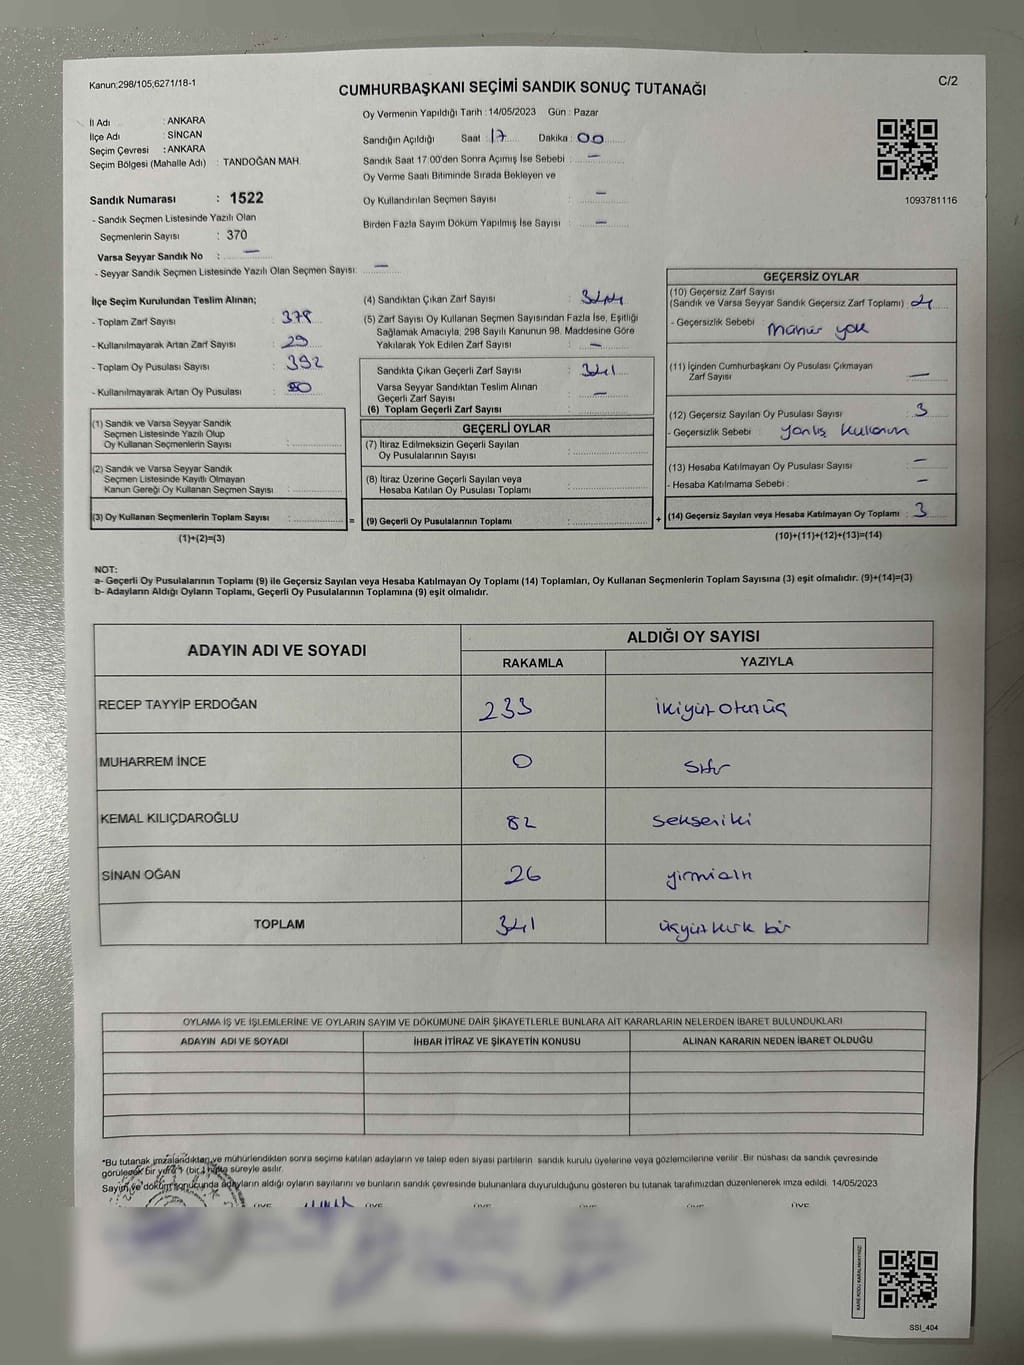 Kanun;298/105,6271/18-1
C/2
CUMHURBAŞKANI SEÇİMİ SANDIK SONUÇ TUTANAĞI
Oy Vermenin Yapıldığı Tarih : 14/05/2023 Gün : Pazar
İl Adı : ANKARA
İlçe Adı : SİNCAN
Seçim Çevresi : ANKARA
Seçim Bölgesi (Mahalle Adı) : TANDOĞAN MAH.
Sandığın Açıldığı Saat : 17 Dakika : 00
Sandık Saat 17:00'den Sonra Açımış İse Sebebi : —
Oy Verme Saati Bitiminde Sırada Bekleyen ve
Oy Kullandırılan Seçmen Sayısı : —
Birden Fazla Sayım Döküm Yapılmış İse Sayısı : —
1093781116
Sandık Numarası : 1522
- Sandık Seçmen Listesinde Yazılı Olan
Seçmenlerin Sayısı : 370
Varsa Seyyar Sandık No : —
- Seyyar Sandık Seçmen Listesinde Yazılı Olan Seçmen Sayısı: —
İlçe Seçim Kurulundan Teslim Alınan;
- Toplam Zarf Sayısı : 378
- Kullanılmayarak Artan Zarf Sayısı : 29
- Toplam Oy Pusulası Sayısı : 392
- Kullanılmayarak Artan Oy Pusulası :
(1) Sandık ve Varsa Seyyar Sandık
Seçmen Listesinde Yazılı Olup
Oy Kullanan Seçmenlerin Sayısı :
(2) Sandık ve Varsa Seyyar Sandık
Seçmen Listesinde Kayıtlı Olmayan
Kanun Gereği Oy Kullanan Seçmen Sayısı :
(3) Oy Kullanan Seçmenlerin Toplam Sayısı :
(1)+(2)=(3)
=
(4) Sandıktan Çıkan Zarf Sayısı : 344
(5) Zarf Sayısı Oy Kullanan Seçmen Sayısından Fazla İse, Eşitliği
Sağlamak Amacıyla; 298 Sayılı Kanunun 98. Maddesine Göre
Yakılarak Yok Edilen Zarf Sayısı : —
Sandıkta Çıkan Geçerli Zarf Sayısı : 341
Varsa Seyyar Sandıktan Teslim Alınan
Geçerli Zarf Sayısı : —
(6) Toplam Geçerli Zarf Sayısı
GEÇERLİ OYLAR
(7) İtiraz Edilmeksizin Geçerli Sayılan
Oy Pusulalarının Sayısı :
(8) İtiraz Üzerine Geçerli Sayılan veya
Hesaba Katılan Oy Pusulası Toplamı :
(9) Geçerli Oy Pusulalarının Toplamı :
+
GEÇERSİZ OYLAR
(10) Geçersiz Zarf Sayısı
(Sandık ve Varsa Seyyar Sandık Geçersiz Zarf Toplamı) :
- Geçersizlik Sebebi : mühür yok
(11) İçinden Cumhurbaşkanı Oy Pusulası Çıkmayan
Zarf Sayısı : —
(12) Geçersiz Sayılan Oy Pusulası Sayısı : 3
- Geçersizlik Sebebi : yanlış kullanım
(13) Hesaba Katılmayan Oy Pusulası Sayısı : —
- Hesaba Katılmama Sebebi : —
(14) Geçersiz Sayılan veya Hesaba Katılmayan Oy Toplamı : 3
(10)+(11)+(12)+(13)=(14)
NOT:
a- Geçerli Oy Pusulalarının Toplamı (9) ile Geçersiz Sayılan veya Hesaba Katılmayan Oy Toplamı (14) Toplamları, Oy Kullanan Seçmenlerin Toplam Sayısına (3) eşit olmalıdır. (9)+(14)=(3)
b- Adayların Aldığı Oyların Toplamı, Geçerli Oy Pusulalarının Toplamına (9) eşit olmalıdır.
ADAYIN ADI VE SOYADI
ALDIĞI OY SAYISI
RAKAMLA YAZIYLA
RECEP TAYYİP ERDOĞAN 233 ikiyüz otuz üç
MUHARREM İNCE 0 sıfır
KEMAL KILIÇDAROĞLU 82 seksen iki
SİNAN OĞAN 26 yirmialtı
TOPLAM 341 üçyüz kırk bir
OYLAMA İŞ VE İŞLEMLERİNE VE OYLARIN SAYIM VE DÖKÜMÜNE DAİR ŞİKAYETLERLE BUNLARA AİT KARARLARIN NELERDEN İBARET BULUNDUKLARI
ADAYIN ADI VE SOYADI İHBAR İTİRAZ VE ŞİKAYETİN KONUSU ALINAN KARARIN NEDEN İBARET OLDUĞU
*Bu tutanak imzalandıktan ve mühürlendikten sonra seçime katılan adayların ve talep eden siyasi partilerin sandık kurulu üyelerine veya gözlemcilerine verilir. Bir nüshası da sandık çevresinde
görülecek bir yere 1 (bir) hafta süreyle asılır.
Sayım ve döküm sonucunda adayların aldığı oyların sayılarını ve bunların sandık çevresinde bulunanlara duyurulduğunu gösteren bu tutanak tarafımızdan düzenlenerek imza edildi. 14/05/2023
ÜYE ÜYE ÜYE ÜYE ÜYE ÜYE
KARE KODU KARALAMAYINIZ!
SSI_404